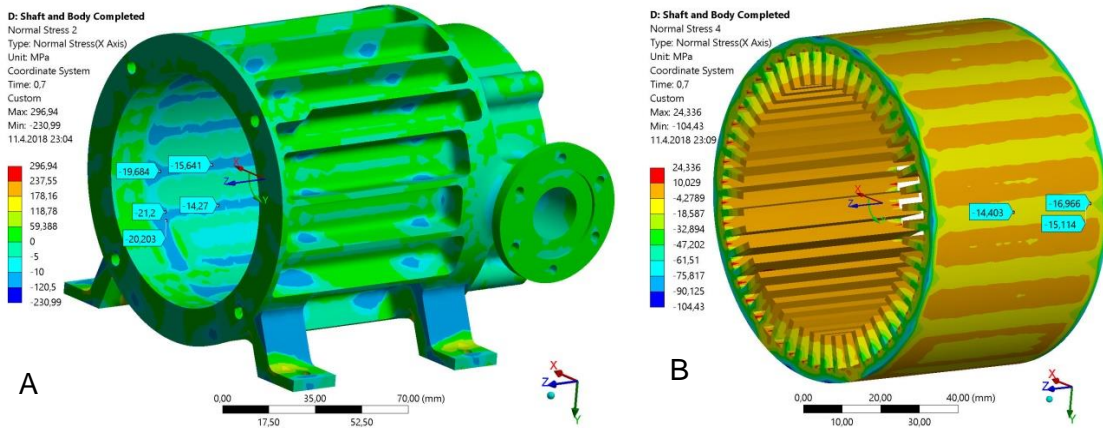 D: Shaft and Body Completed
Normal Stress 2
Type: Normal Stress(X Axis)
Unit: MPa
Coordinate System
Time: 0,7
Custom
Max: 296,94
Min: -230,99
11.4.2018 23:04
296,94
237,55
178,16
118,78
59,388
0
-5
-10
-120,5
-230,99
-19,684
-15,641
-21,2
-14,27
-20,203
X
Z
Y
A
0,00 35,00 70,00 (mm)
17,50 52,50
X
Z
Y
D: Shaft and Body Completed
Normal Stress 4
Type: Normal Stress(X Axis)
Unit: MPa
Coordinate System
Time: 0,7
Custom
Max: 24,336
Min: -104,43
11.4.2018 23:09
24,336
10,029
-4,2789
-18,587
-32,894
-47,202
-61,51
-75,817
-90,125
-104,43
X
Z
-14,403
-16,966
-15,114
B
0,00 20,00 40,00 (mm)
10,00 30,00
X
Z
Y